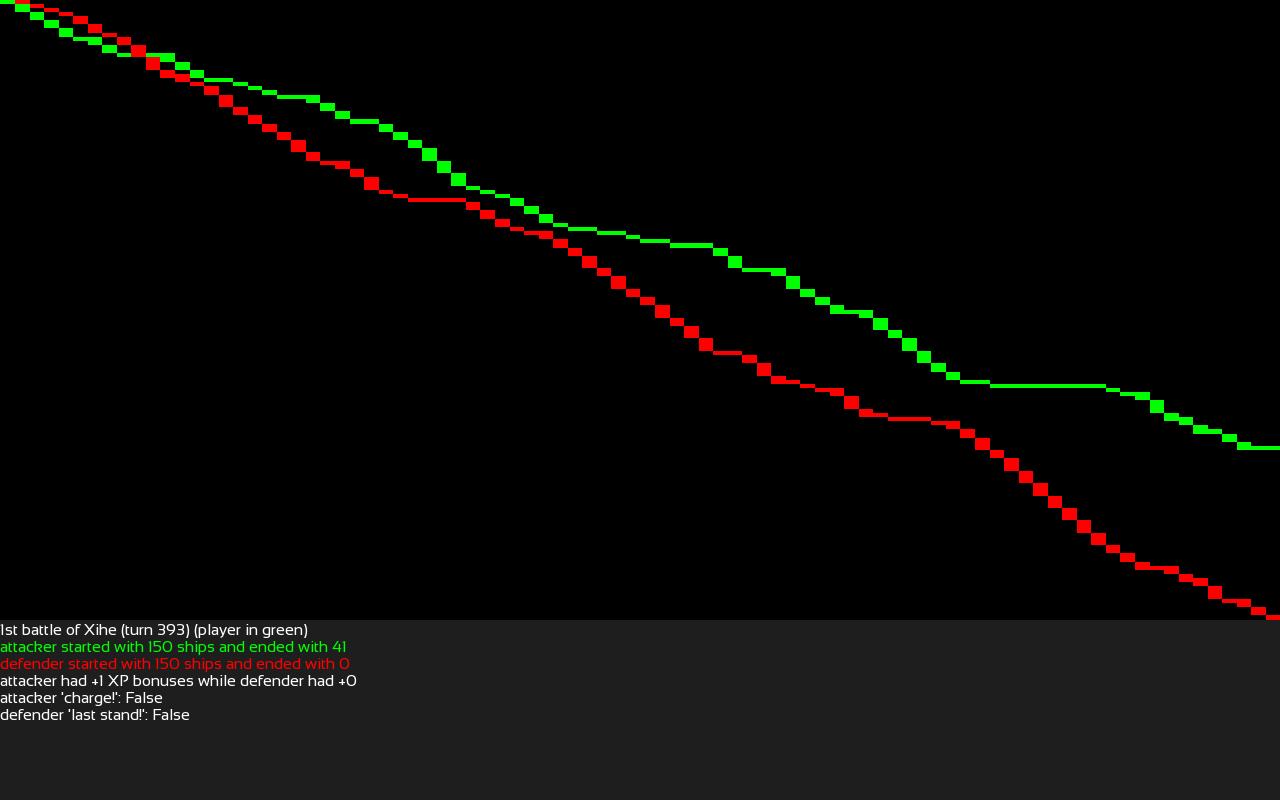 1st battle of Xihe (turn 393) (player in green)
attacker started with 150 ships and ended with 41
defender started with 150 ships and ended with 0
attacker had +1 XP bonuses while defender had +0
attacker 'charge!': False
defender 'last stand!': False